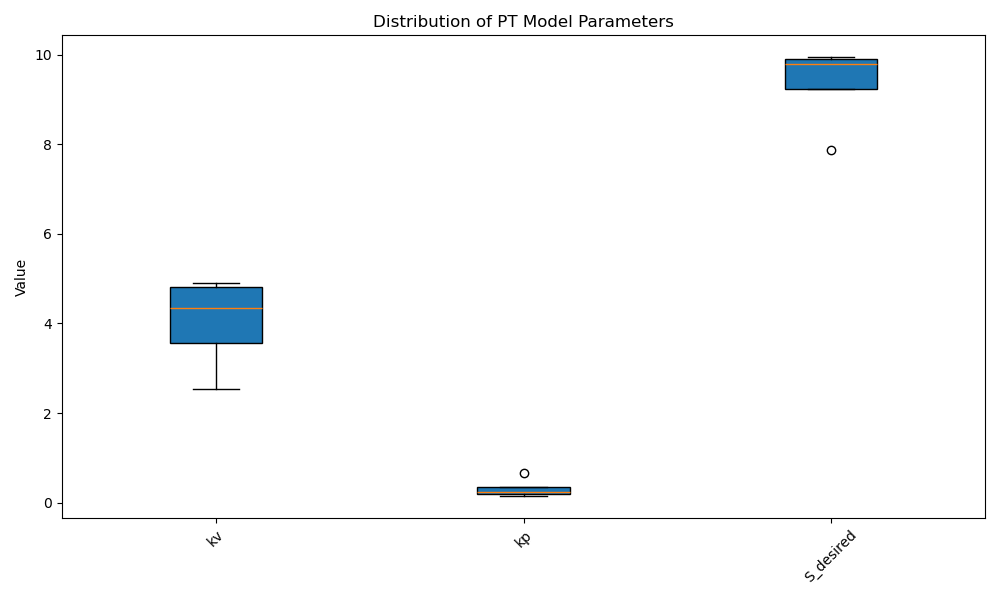 Distribution of PT Model Parameters
Value
10
8
6
4
2
0
kv
kp
S_desired